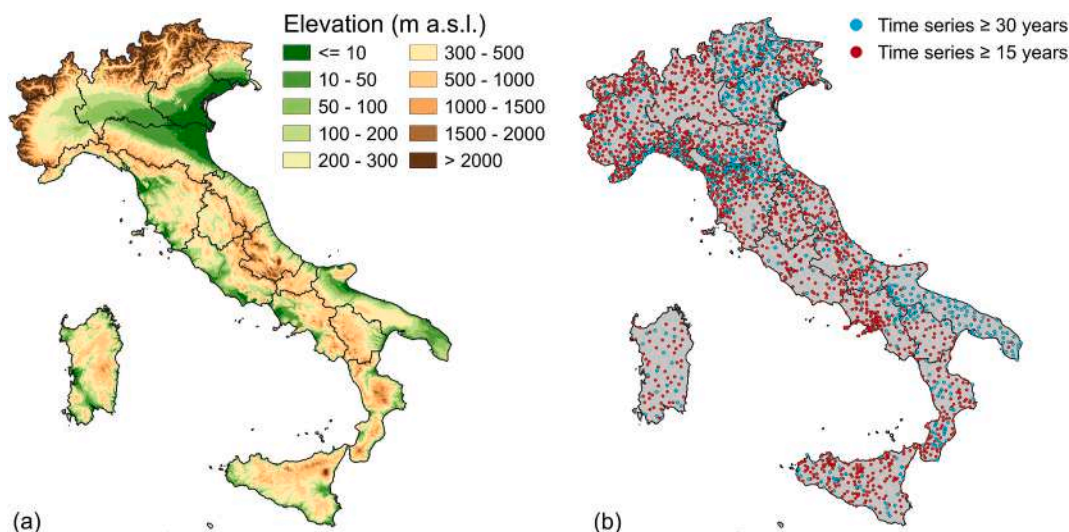 Elevation (m a.s.l.)
<= 10
10 - 50
50 - 100
100 - 200
200 - 300
300 - 500
500 - 1000
1000 - 1500
1500 - 2000
> 2000
(a)
Time series ≥ 30 years
Time series ≥ 15 years
(b)